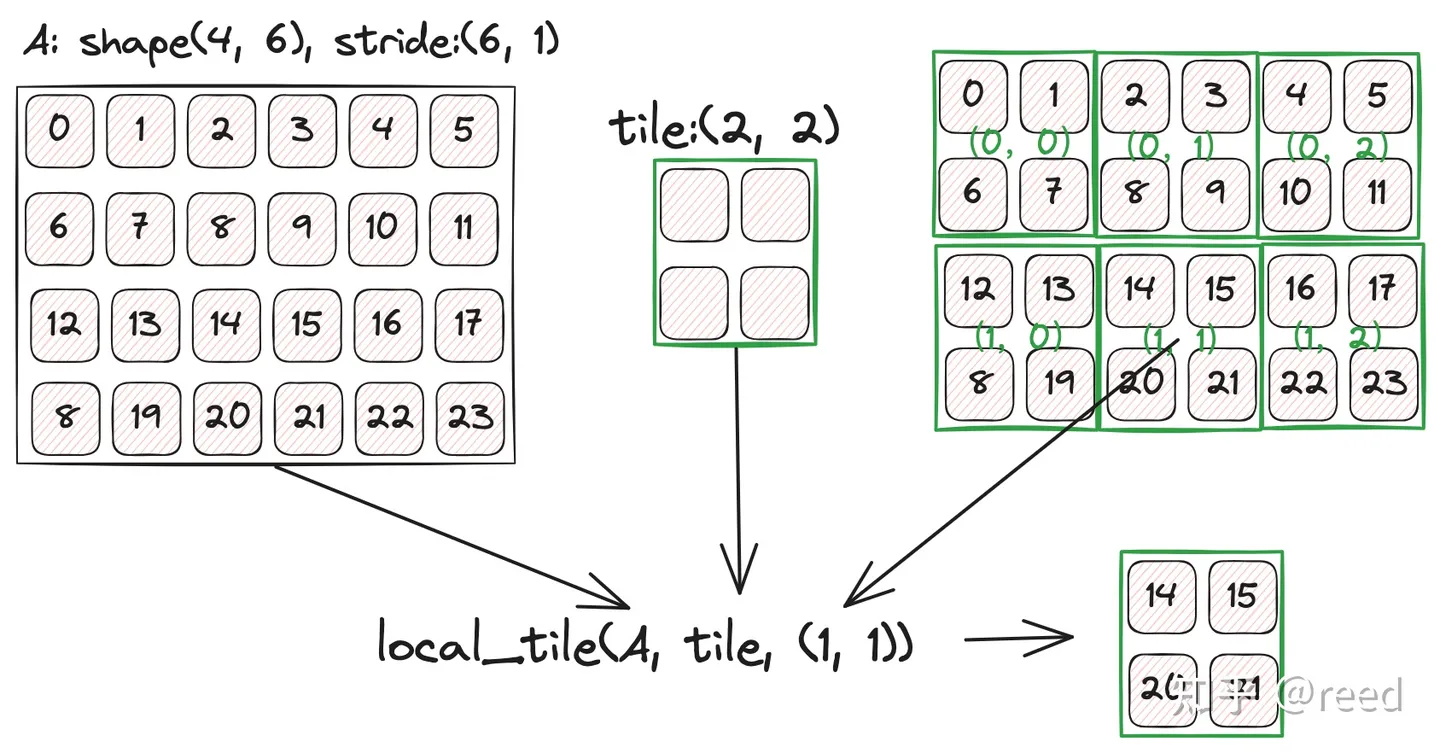 A: shape(4, 6), stride:(6, 1)
0 1 2 3 4 5
6 7 8 9 10 11
12 13 14 15 16 17
8 19 20 21 22 23
tile:(2, 2)
0 1 2 3 4 5
(0, 0) (0, 1) (0, 2)
6 7 8 9 10 11
12 13 14 15 16 17
(1, 0) (1, 1) (1, 2)
8 19 20 21 22 23
local_tile(A, tile, (1, 1))
14 15
20 21
知乎 @reed